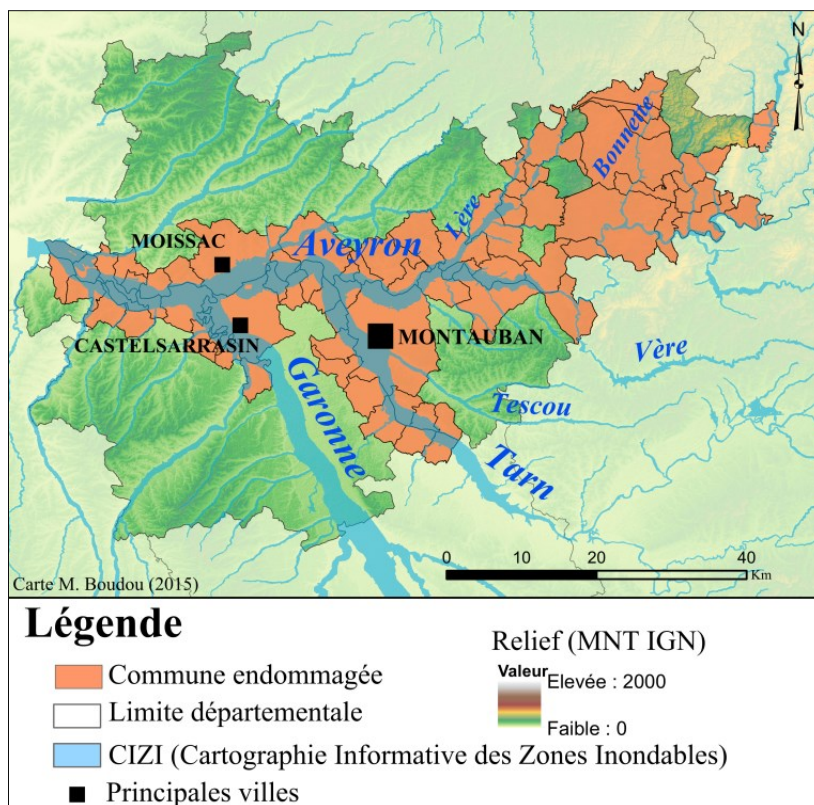 N
Bonnette
Lère
MOISSAC
Aveyron
MONTAUBAN
CASTELSARRASIN
Vère
Garonne
Tescou
Tarn
0 10 20 40
Km
Carte M. Boudou (2015)
Légende
Commune endommagée
Limite départementale
CIZI (Cartographie Informative des Zones Inondables)
Principales villes
Relief (MNT IGN)
Valeur
Elevée : 2000
Faible : 0